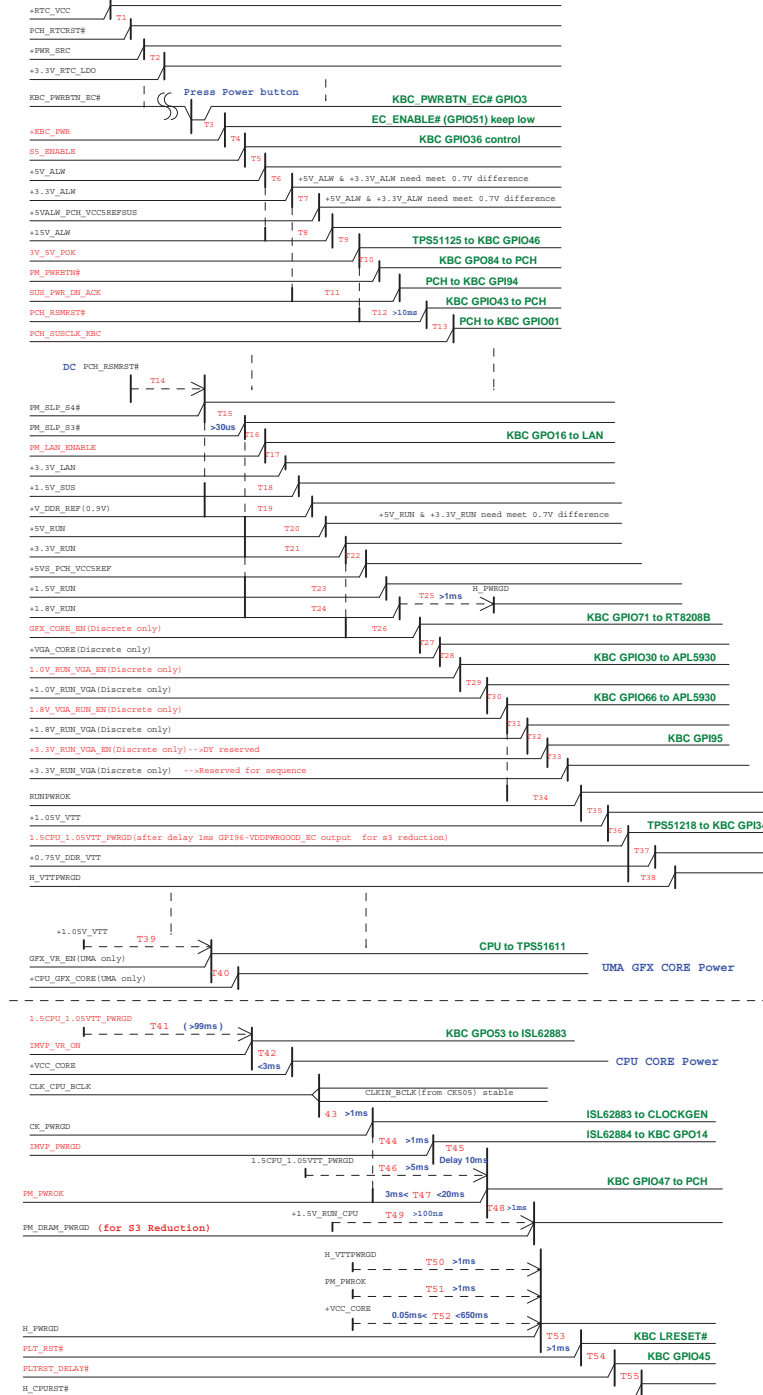 +RTC_VCC
T1
PCH_RTCRST#
+PWR_SRC
T2
+3.3V_RTC_LDO
Press Power button
KBC_PWRBTN_EC#
KBC_PWRBTN_EC# GPIO3
T3
EC_ENABLE# (GPIO51) keep low
+KBC_PWR
T4
KBC GPIO36 control
S5_ENABLE
T5
+5V_ALW
T6
+5V_ALW & +3.3V_ALW need meet 0.7V difference
+3.3V_ALW
T7
+5V_ALW & +3.3V_ALW need meet 0.7V difference
+5VALW_PCH_VCC5REFSUS
+15V_ALW
T8
T9
TPS51125 to KBC GPIO46
3V_5V_POK
T10
KBC GPO84 to PCH
PM_PWRBTN#
PCH to KBC GPI94
SUS_PWR_DN_ACK
T11
KBC GPIO43 to PCH
PCH_RSMRST#
T12 >10ms
PCH to KBC GPIO01
T13
PCH_SUSCLK_KBC
DC PCH_RSMRST#
T14
PM_SLP_S4#
T15
PM_SLP_S3#
>30us
T16
KBC GPO16 to LAN
PM_LAN_ENABLE
T17
+3.3V_LAN
+1.5V_SUS
T18
+V_DDR_REF(0.9V)
T19
+5V_RUN & +3.3V_RUN need meet 0.7V difference
+5V_RUN
T20
+3.3V_RUN
T21
T22
+5VS_PCH_VCC5REF
+1.5V_RUN
T23
T25 >1ms
H_PWRGD
+1.8V_RUN
T24
KBC GPIO71 to RT8208B
GFX_CORE_EN(Discrete only)
T26
+VGA_CORE(Discrete only)
T27
KBC GPIO30 to APL5930
1.0V_RUN_VGA_EN(Discrete only)
T28
+1.0V_RUN_VGA(Discrete only)
T29
KBC GPIO66 to APL5930
1.8V_VGA_RUN_EN(Discrete only)
T30
+1.8V_RUN_VGA(Discrete only)
T31
KBC GPI95
+3.3V_RUN_VGA_EN(Discrete only)-->DY reserved
T32
+3.3V_RUN_VGA(Discrete only) -->Reserved for sequence
T33
RUNPWROK
T34
+1.05V_VTT
T35
TPS51218 to KBC GPI34
1.5CPU_1.05VTT_PWRGD(after delay 1ms GPI96-VDDPWRGOOD_EC output for s3 reduction)
T36
+0.75V_DDR_VTT
T37
H_VTTPWRGD
T38
+1.05V_VTT
T39
CPU to TPS51611
GFX_VR_EN(UMA only)
UMA GFX CORE Power
T40
+CPU_GFX_CORE(UMA only)
1.5CPU_1.05VTT_PWRGD
T41 ( >99ms )
KBC GPO53 to ISL62883
IMVP_VR_ON
T42
CPU CORE Power
+VCC_CORE
<3ms
CLK_CPU_BCLK
CLKIN_BCLK(from CK505) stable
43 >1ms
ISL62883 to CLOCKGEN
CK_PWRGD
T44 >1ms
ISL62884 to KBC GPO14
IMVP_PWRGD
T45
1.5CPU_1.05VTT_PWRGD
Delay 10ms
T46 >5ms
KBC GPIO47 to PCH
PM_PWROK
3ms< T47 <20ms
T48 >1ms
+1.5V_RUN_CPU
T49 >100ns
PM_DRAM_PWRGD (for S3 Reduction)
H_VTTPWRGD
T50 >1ms
PM_PWROK
T51 >1ms
+VCC_CORE
0.05ms< T52 <650ms
H_PWRGD
T53
KBC LRESET#
PLT_RST#
>1ms
T54
KBC GPIO45
PLTRST_DELAY#
T55
H_CPURST#